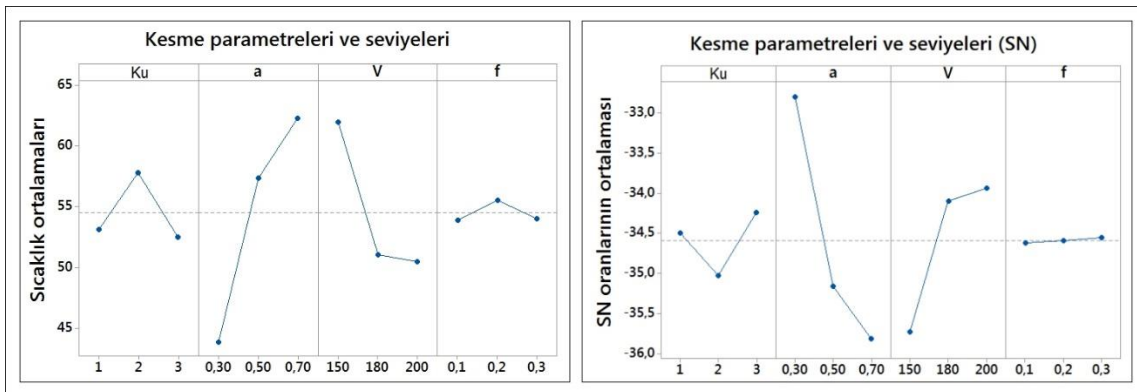 Kesme parametreleri ve seviyeleri
Ku a V f
Sıcaklık ortalamaları
65
60
55
50
45
1 2 3 0,30 0,50 0,70 150 180 200 0,1 0,2 0,3
Kesme parametreleri ve seviyeleri (SN)
Ku a V f
SN oranlarının ortalaması
-33,0
-33,5
-34,0
-34,5
-35,0
-35,5
-36,0
1 2 3 0,30 0,50 0,70 150 180 200 0,1 0,2 0,3